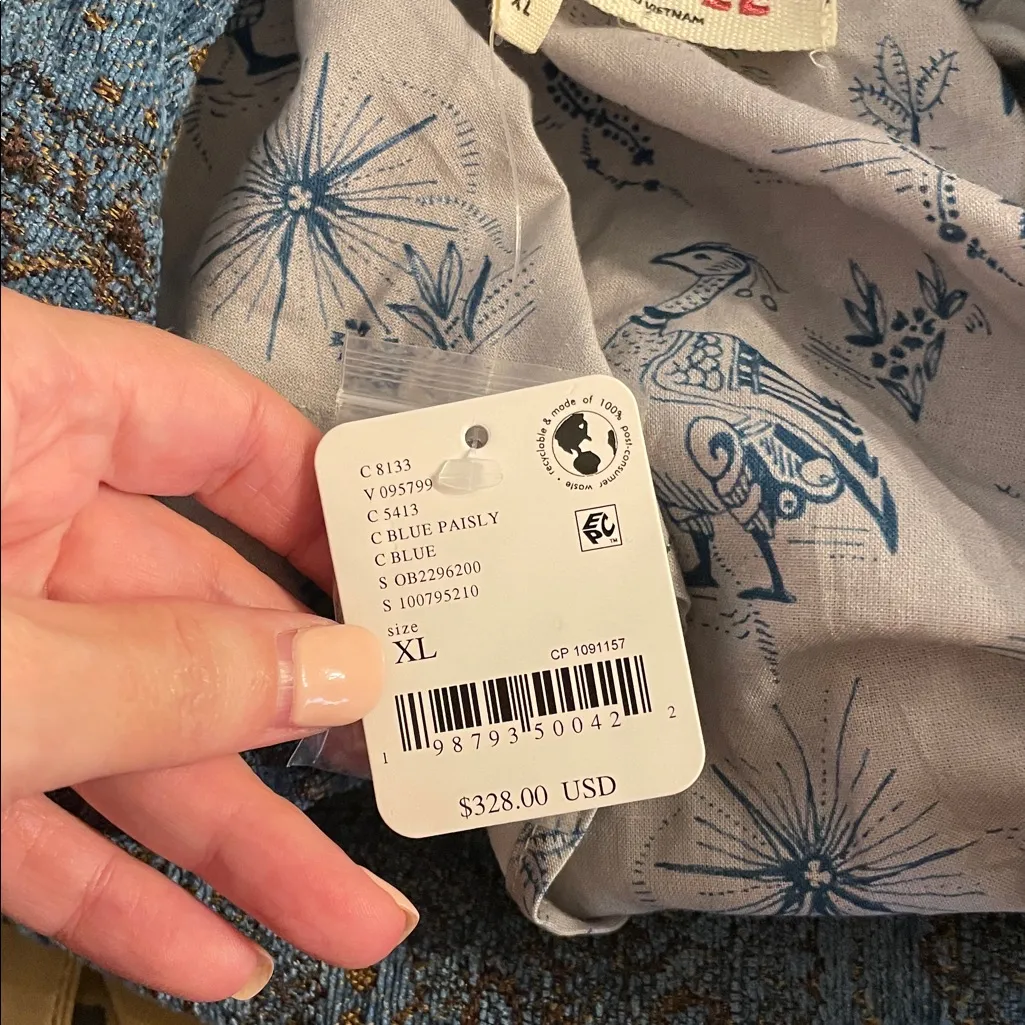 XL
VIETNAM
recyclable & made of 100% post-consumer waste
C 8133
V 095799
C 5413
C BLUE PAISLY
C BLUE
S OB2296200
S 100795210
size
XL
EPC™
CP 1091157
1 98793 50042 2
$328.00 USD